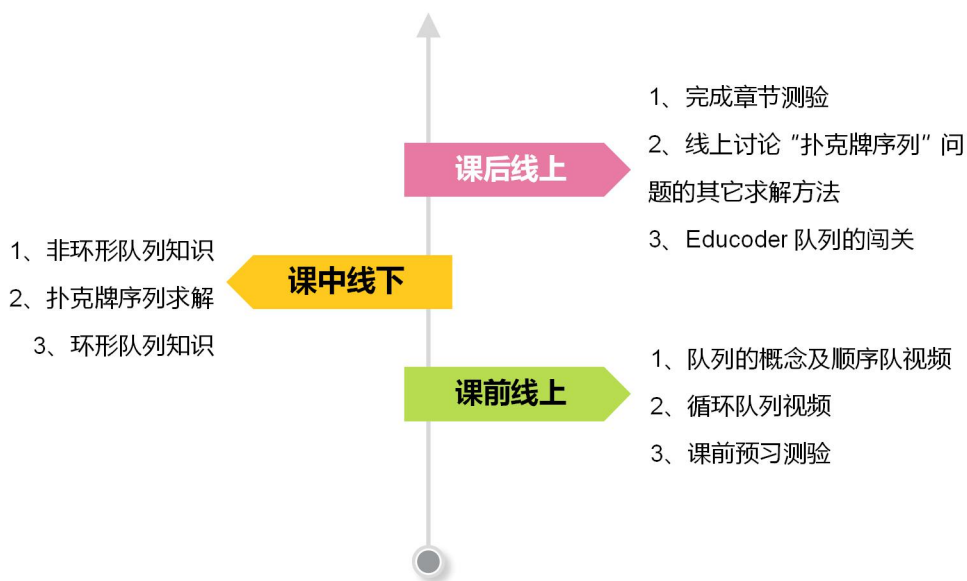 课后线上
1、完成章节测验
2、线上讨论“扑克牌序列”问
题的其它求解方法
3、Educoder 队列的闯关
课中线下
1、非环形队列知识
2、扑克牌序列求解
3、环形队列知识
课前线上
1、队列的概念及顺序队视频
2、循环队列视频
3、课前预习测验